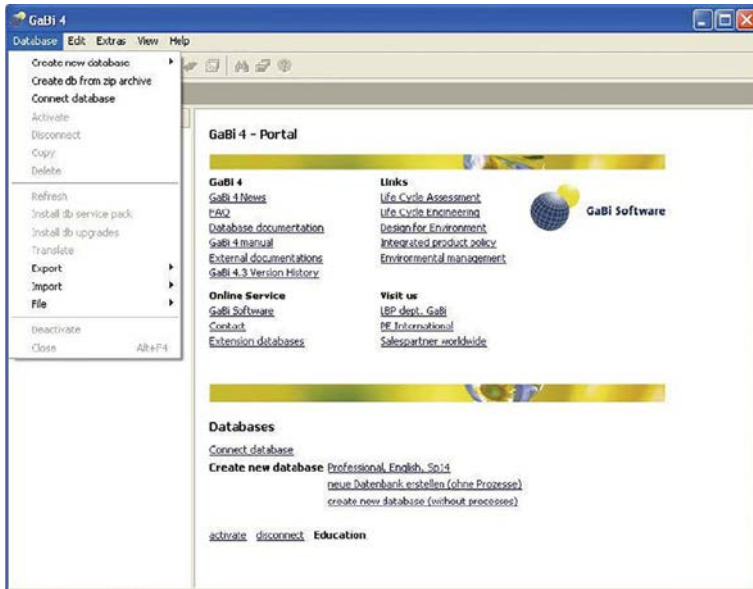 GaBi 4
Database Edit Extras View Help
Create new database
Create db from zip archive
Connect database
Activate
Disconnect
Copy
Delete
Refresh
Install db service pack
Install db upgrades
Translate
Export
Import
File
Deactivate
Close Alt+F4
GaBi 4 - Portal
GaBi 4
GaBi 4 News
FAQ
Database documentation
GaBi 4 manual
External documentations
GaBi 4.3 Version History
Links
Life Cycle Assessment
Life Cycle Engineering
Design for Environment
Integrated product policy
Environmental management
GaBi Software
Online Service
GaBi Software
Contact
Extension databases
Visit us
LBP dept. GaBi
PE International
Salespartner worldwide
Databases
Connect database
Create new database Professional, English, Sp14
neue Datenbank erstellen (ohne Prozesse)
create new database (without processes)
activate disconnect Education